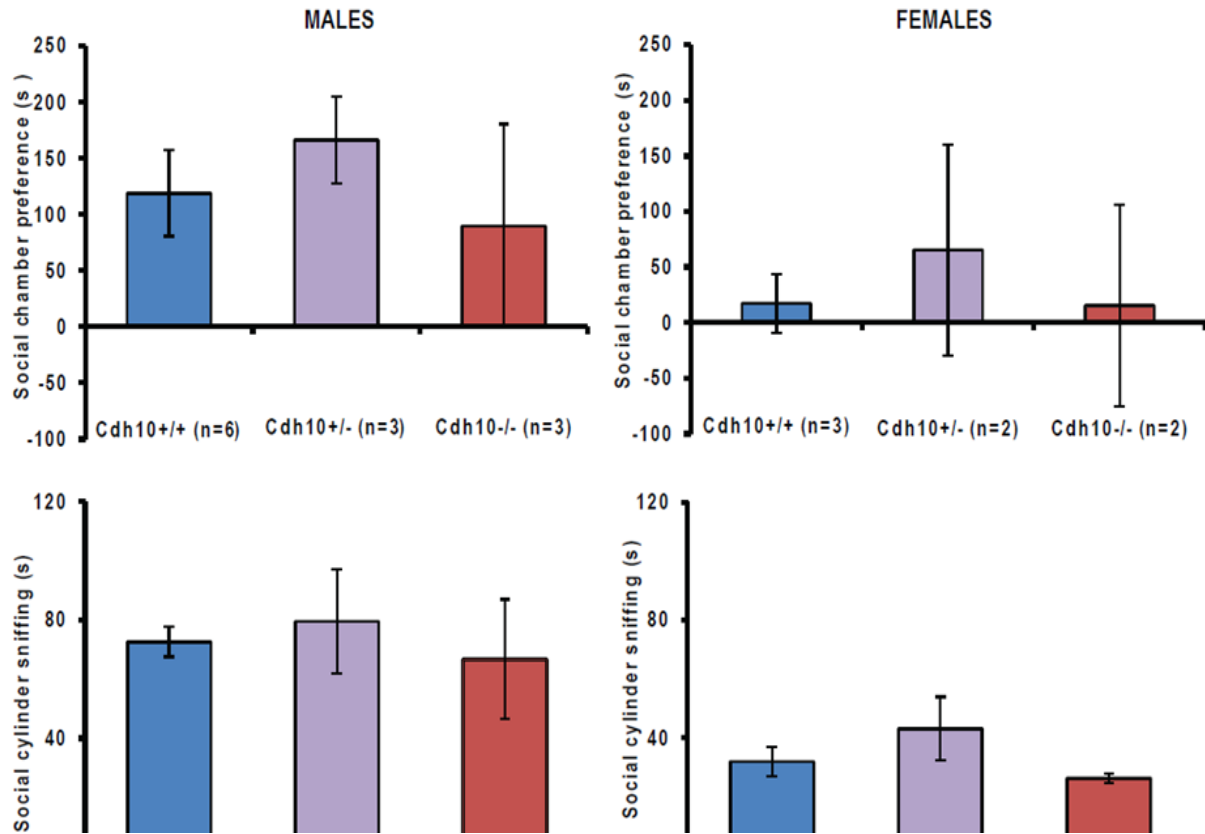 MALES
Social chamber preference (s )
250
200
150
100
50
0
-50
-100
Cdh10+/+ (n=6)
Cdh10+/- (n=3)
Cdh10-/- (n=3)
FEMALES
Social chamber preference (s)
250
200
150
100
50
0
-50
-100
Cdh10+/+ (n=3)
Cdh10+/- (n=2)
Cdh10-/- (n=2)
Social cylinder sniffing (s)
120
80
40
Social cylinder sniffing (s)
120
80
40